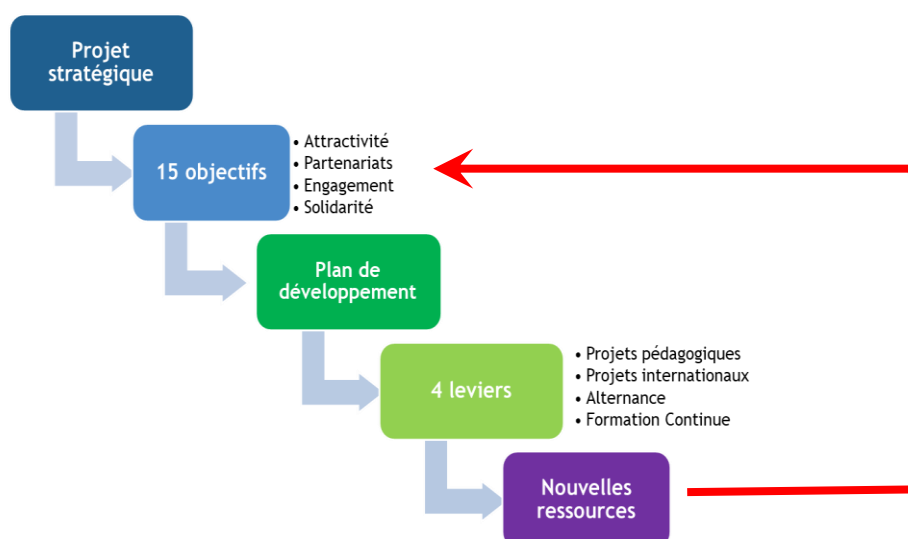 Projet
stratégique
15 objectifs
• Attractivité
• Partenariats
• Engagement
• Solidarité
Plan de
développement
4 leviers
• Projets pédagogiques
• Projets internationaux
• Alternance
• Formation Continue
Nouvelles
ressources